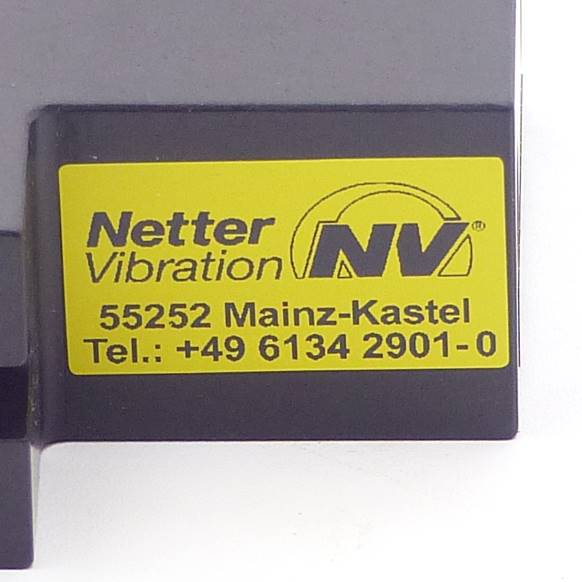 Netter
Vibration
NV®
55252 Mainz-Kastel
Tel.: +49 6134 2901-0